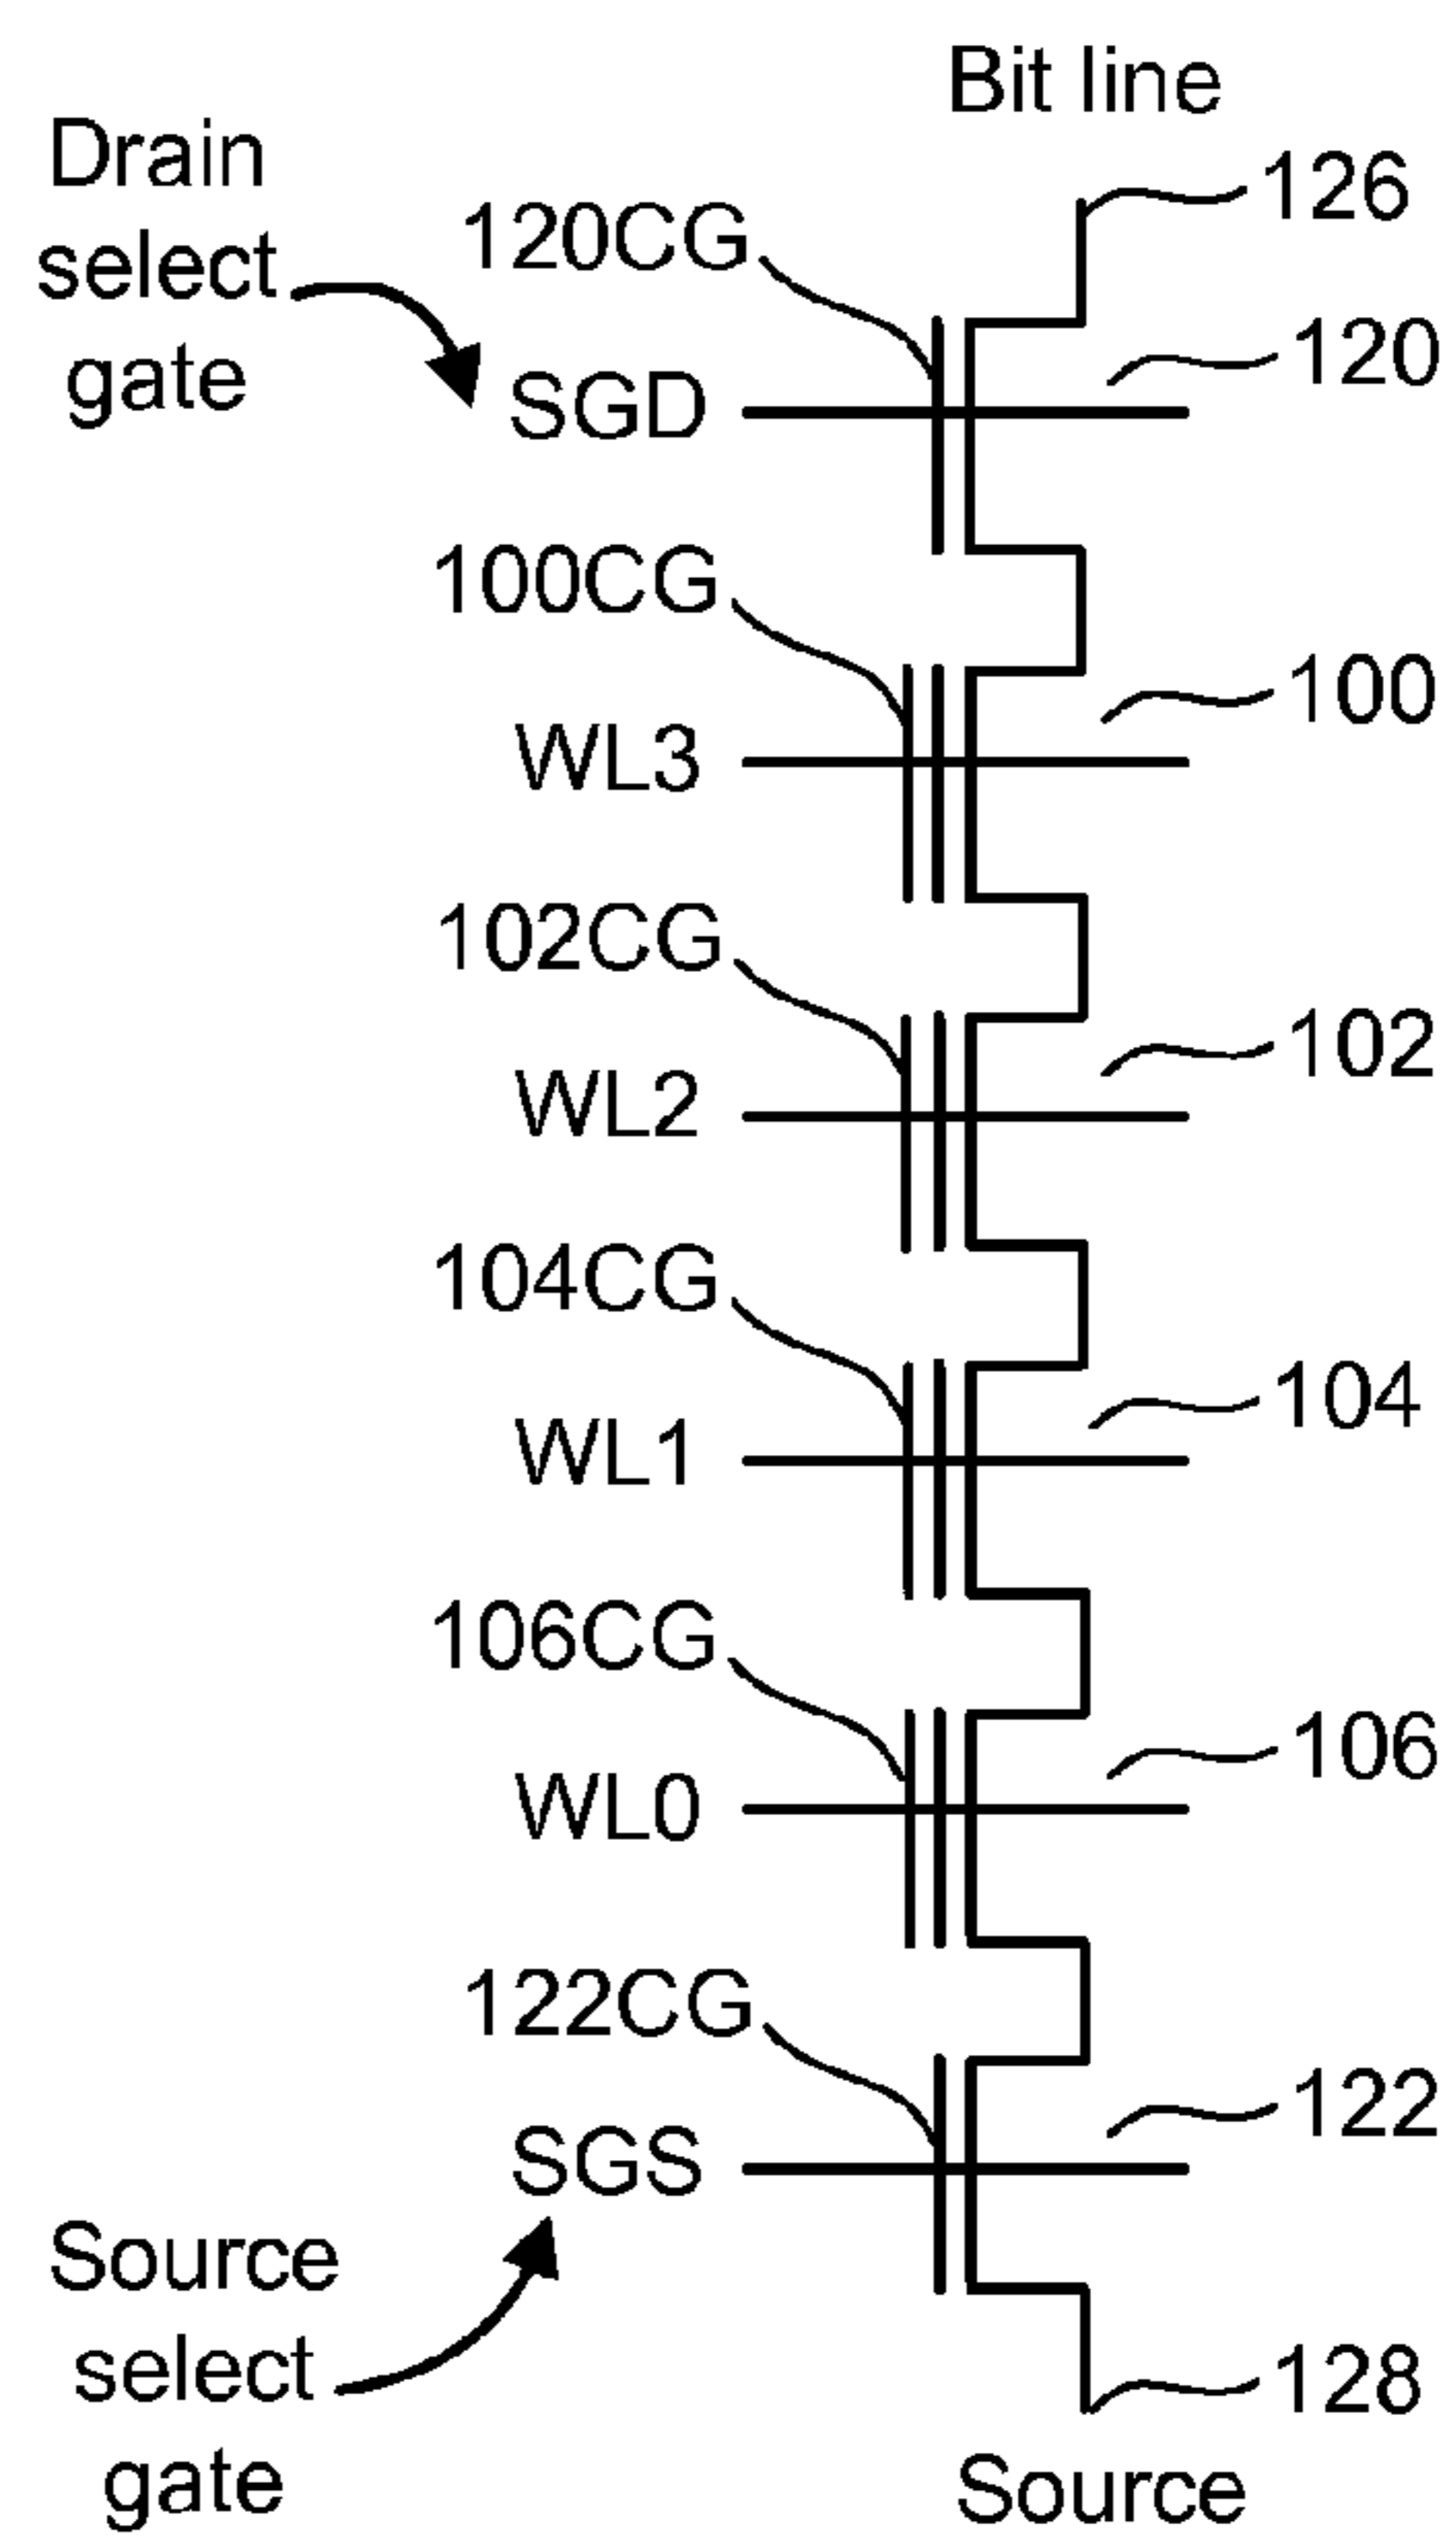 Bit line
126
Drain
select
gate
120CG
120
SGD
100CG
100
WL3
102CG
102
WL2
104CG
104
WL1
106CG
106
WL0
122CG
122
SGS
Source
select
gate
128
Source